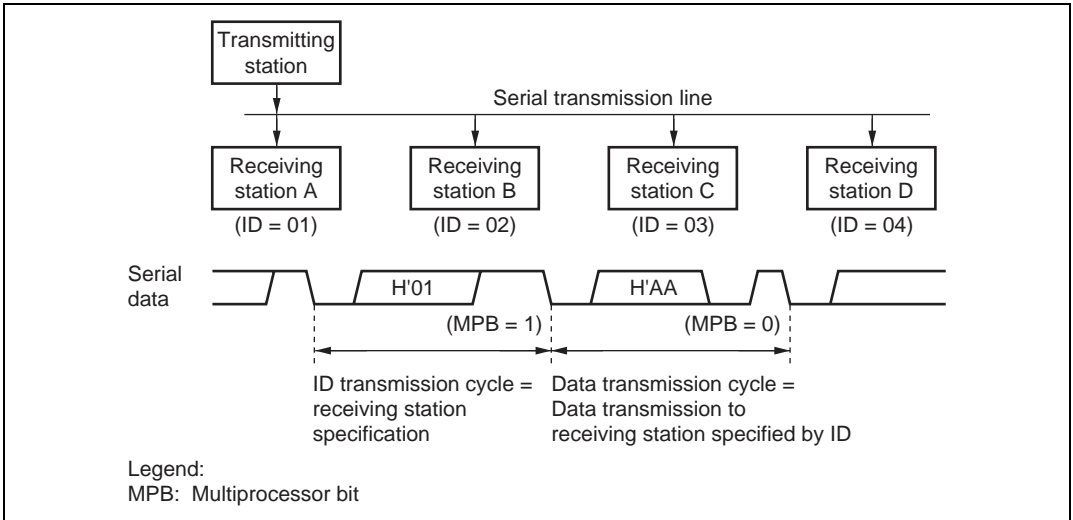 Transmitting
station
Serial transmission line
Receiving
station A
(ID = 01)
Receiving
station B
(ID = 02)
Receiving
station C
(ID = 03)
Receiving
station D
(ID = 04)
Serial
data
H'01
H'AA
(MPB = 1)
(MPB = 0)
ID transmission cycle =
receiving station
specification
Data transmission cycle =
Data transmission to
receiving station specified by ID
Legend:
MPB: Multiprocessor bit